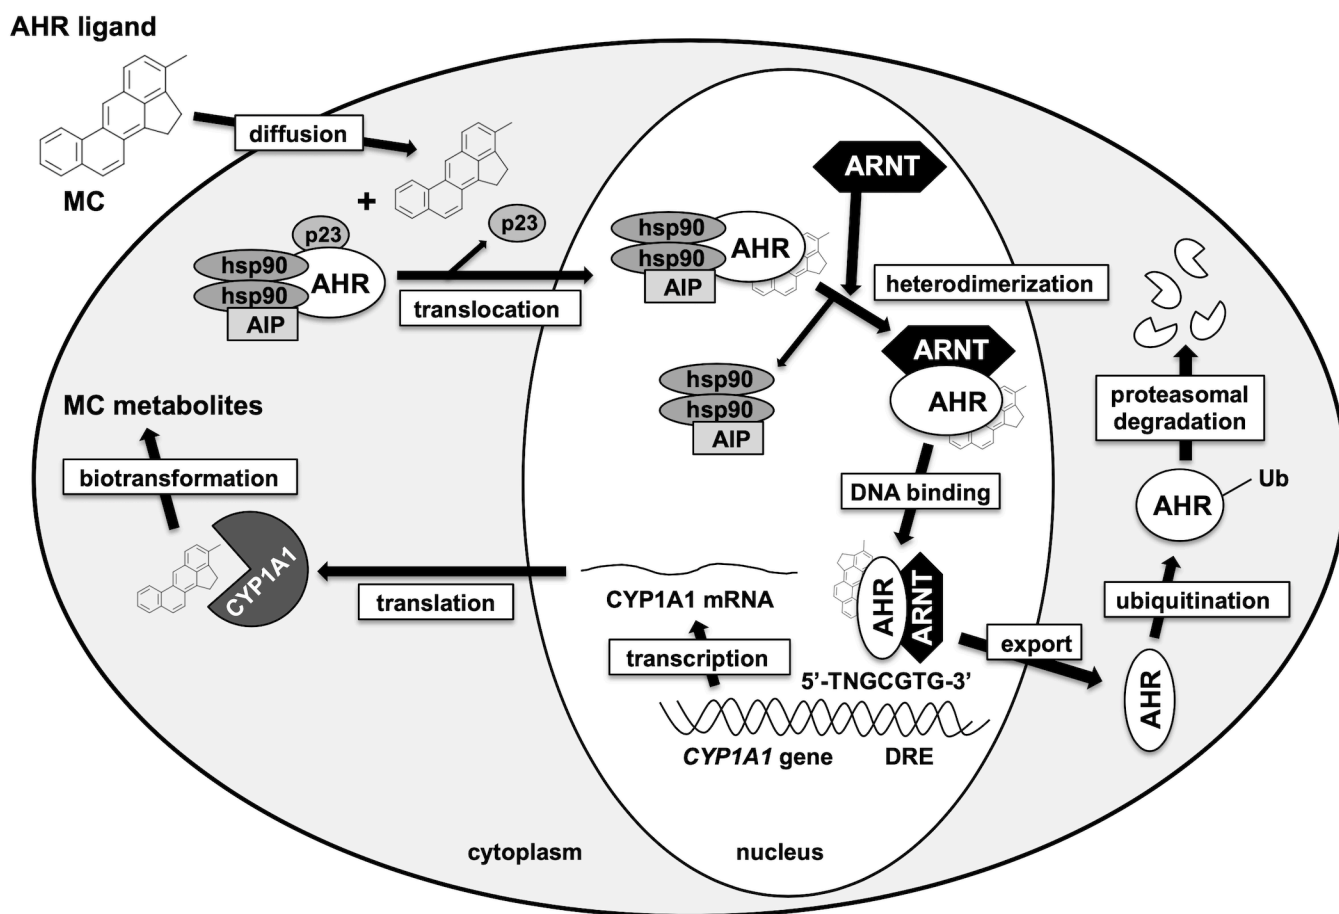 AHR ligand
MC
diffusion
+
p23
hsp90
hsp90
AHR
AIP
p23
translocation
hsp90
hsp90
AHR
AIP
ARNT
heterodimerization
hsp90
hsp90
AIP
ARNT
AHR
DNA binding
AHR
ARNT
5’-TNGCGTG-3’
CYP1A1 gene
DRE
transcription
CYP1A1 mRNA
translation
CYP1A1
biotransformation
MC metabolites
export
AHR
ubiquitination
AHR
Ub
proteasomal
degradation
cytoplasm
nucleus